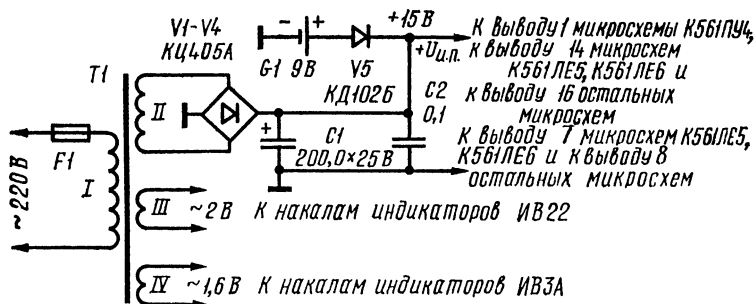 V1-V4
КЦ405А
T1
II
F1
~220В
I
- +
G1 9В
V5
КД102Б
+15В
+Uи.п.
+
C1
200,0×25В
C2
0,1
К выводу 1 микросхемы К561ПУ4,
к выводу 14 микросхем
К561ЛЕ5, К561ЛЕ6 и
к выводу 16 остальных
микросхем
К выводу 7 микросхем К561ЛЕ5,
К561ЛЕ6 и к выводу 8
остальных микросхем
III ~2В К накалам индикаторов ИВ22
IV ~1,6В К накалам индикаторов ИВ3А